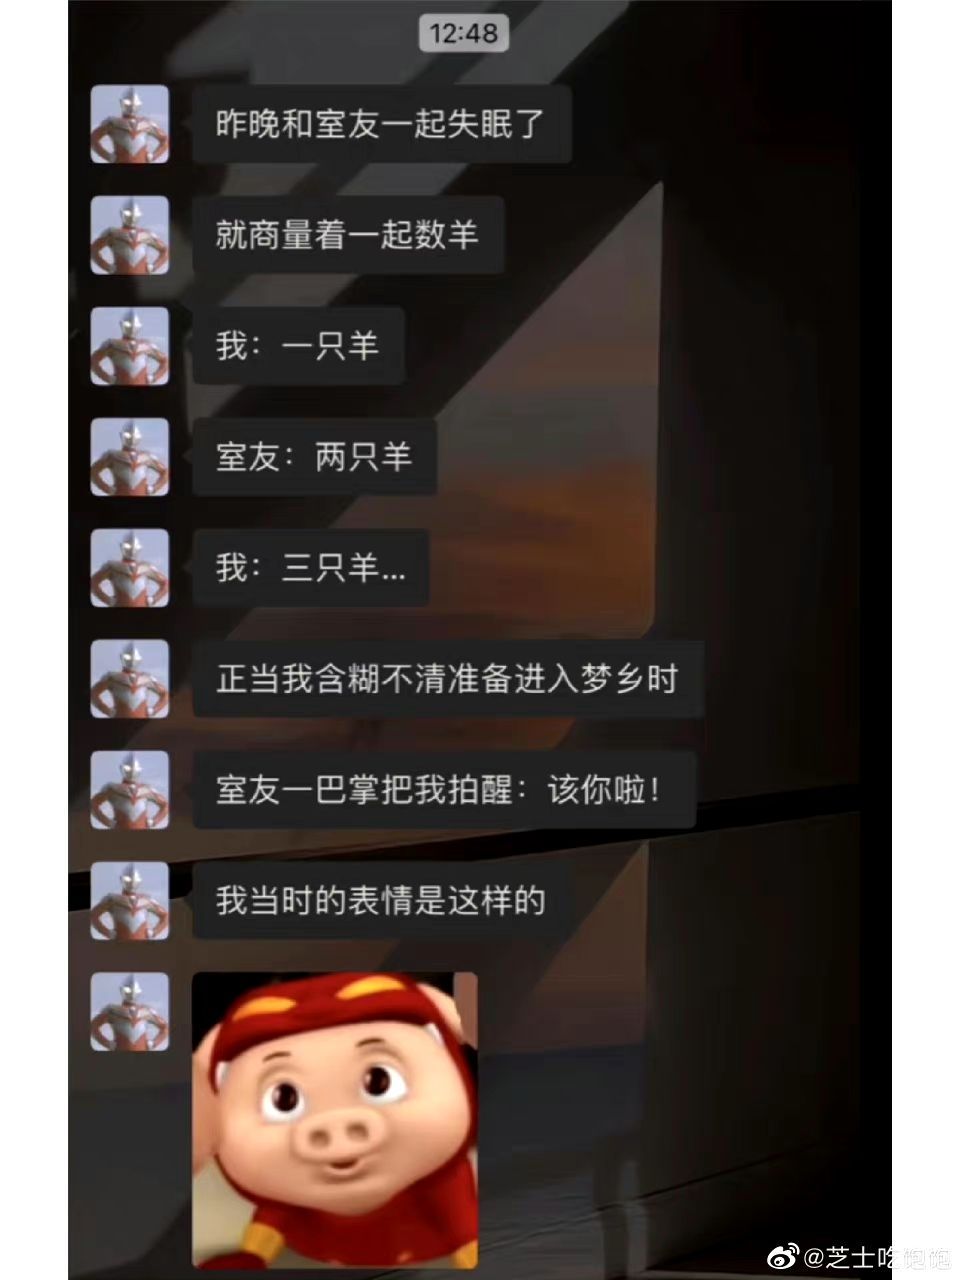 12:48
昨晚和室友一起失眠了
就商量着一起数羊
我：一只羊
室友：两只羊
我：三只羊...
正当我含糊不清准备进入梦乡时
室友一巴掌把我拍醒：该你啦！
我当时的表情是这样的
@芝士吃饱饱